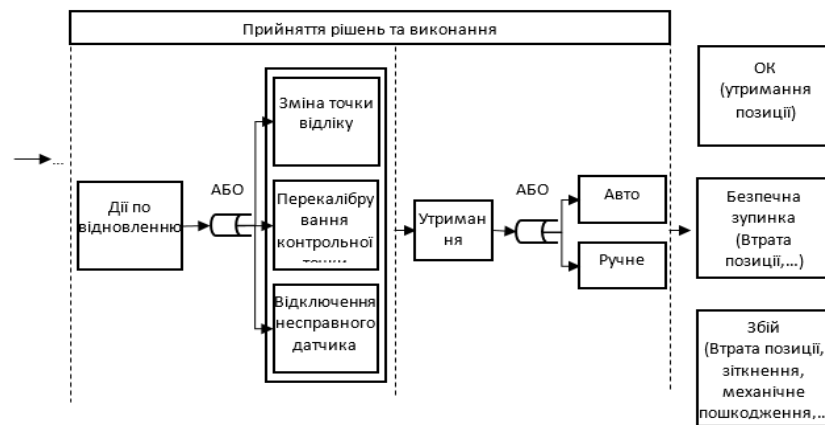 Прийняття рішень та виконання
...
Дії по
відновленню
АБО
Зміна точки
відліку
Перекалібру
вання
контрольної
точки
Відключення
несправного
датчика
Утриман
ня
АБО
Авто
Ручне
ОК
(утримання
позиції)
Безпечна
зупинка
(Втрата
позиції,...)
Збій
(Втрата позиції,
зіткнення,
механічне
пошкодження,..